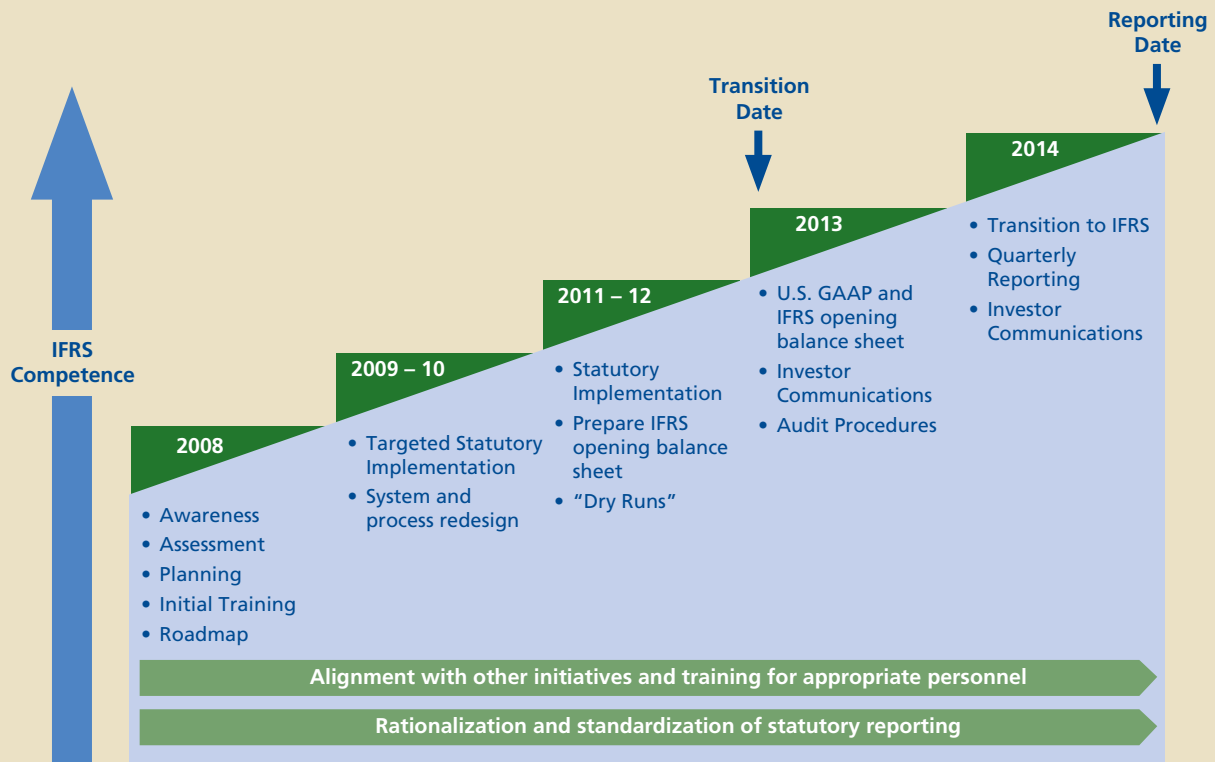 Reporting
Date
Transition
Date
IFRS
Competence
2008
• Awareness
• Assessment
• Planning
• Initial Training
• Roadmap
2009 – 10
• Targeted Statutory
Implementation
• System and
process redesign
2011 – 12
• Statutory
Implementation
• Prepare IFRS
opening balance
sheet
• “Dry Runs”
2013
• U.S. GAAP and
IFRS opening
balance sheet
• Investor
Communications
• Audit Procedures
2014
• Transition to IFRS
• Quarterly
Reporting
• Investor
Communications
Alignment with other initiatives and training for appropriate personnel
Rationalization and standardization of statutory reporting